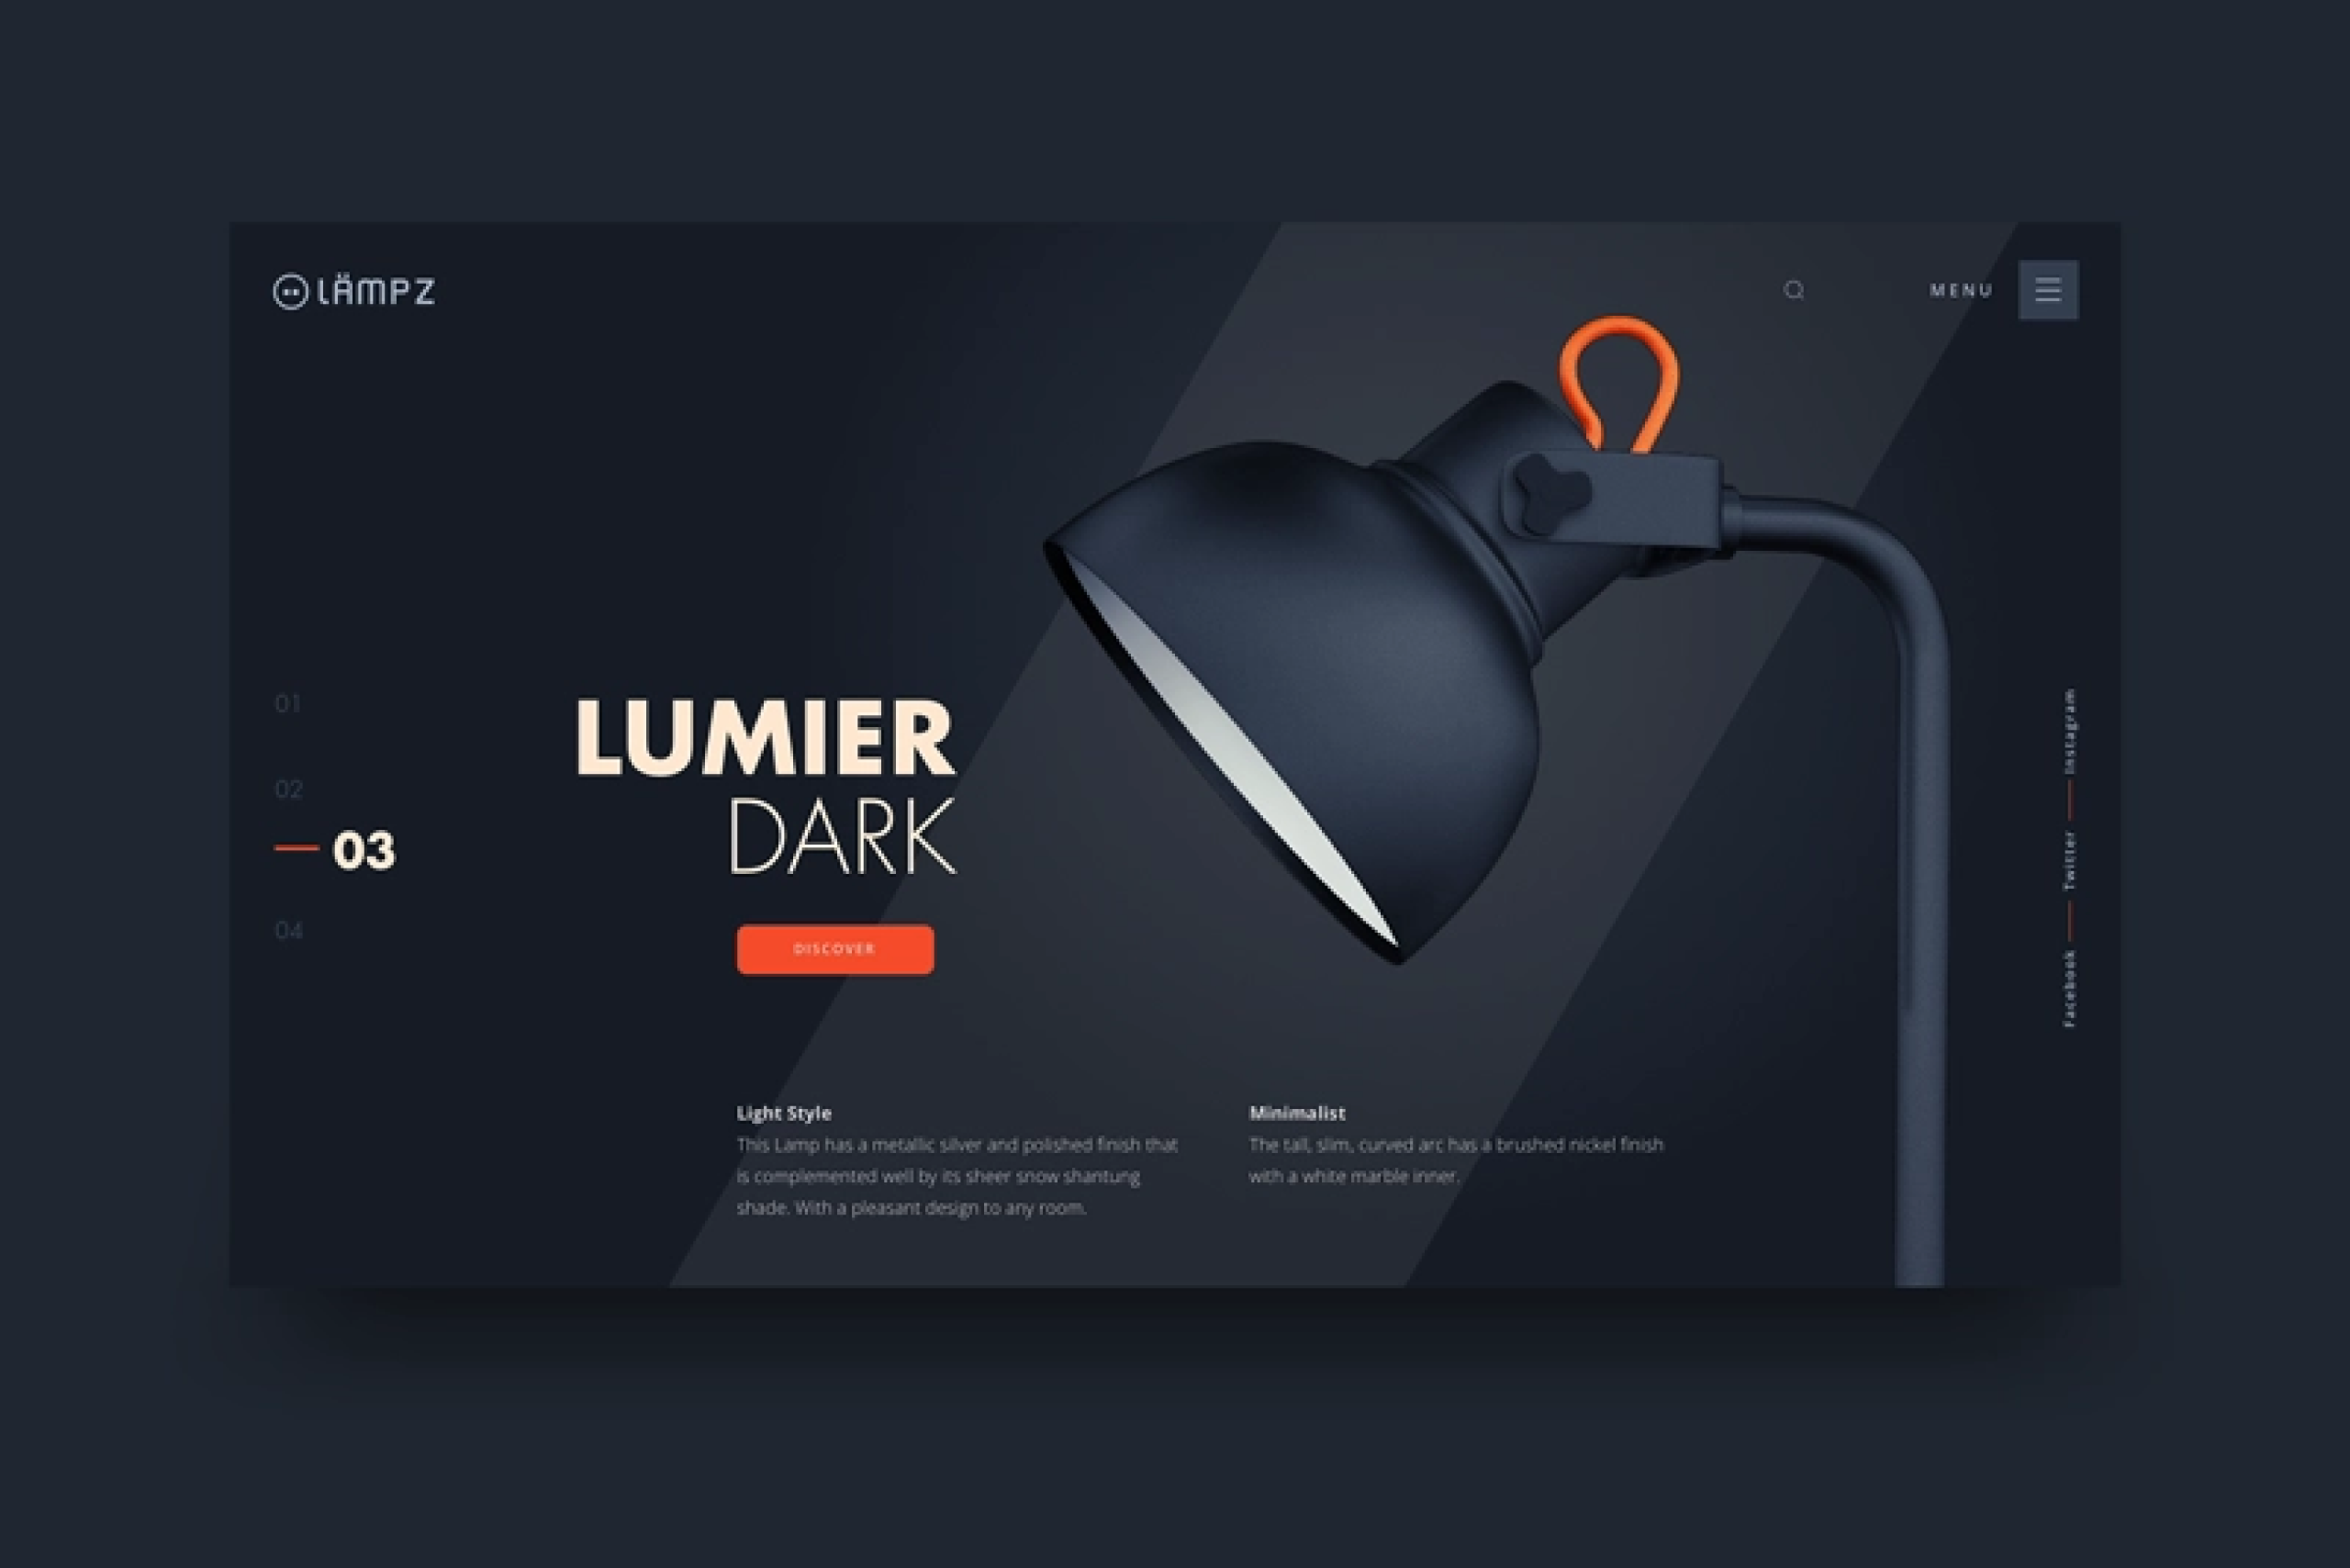 LÄMPZ
MENU
01
02
03
04
LUMIER
DARK
DISCOVER
Light Style
This Lamp has a metallic silver and polished finish that
is complemented well by its sheer snow shantung
shade. With a pleasant design to any room.
Minimalist
The tall, slim, curved arc has a brushed nickel finish
with a white marble inner.
Facebook
Twitter
Instagram